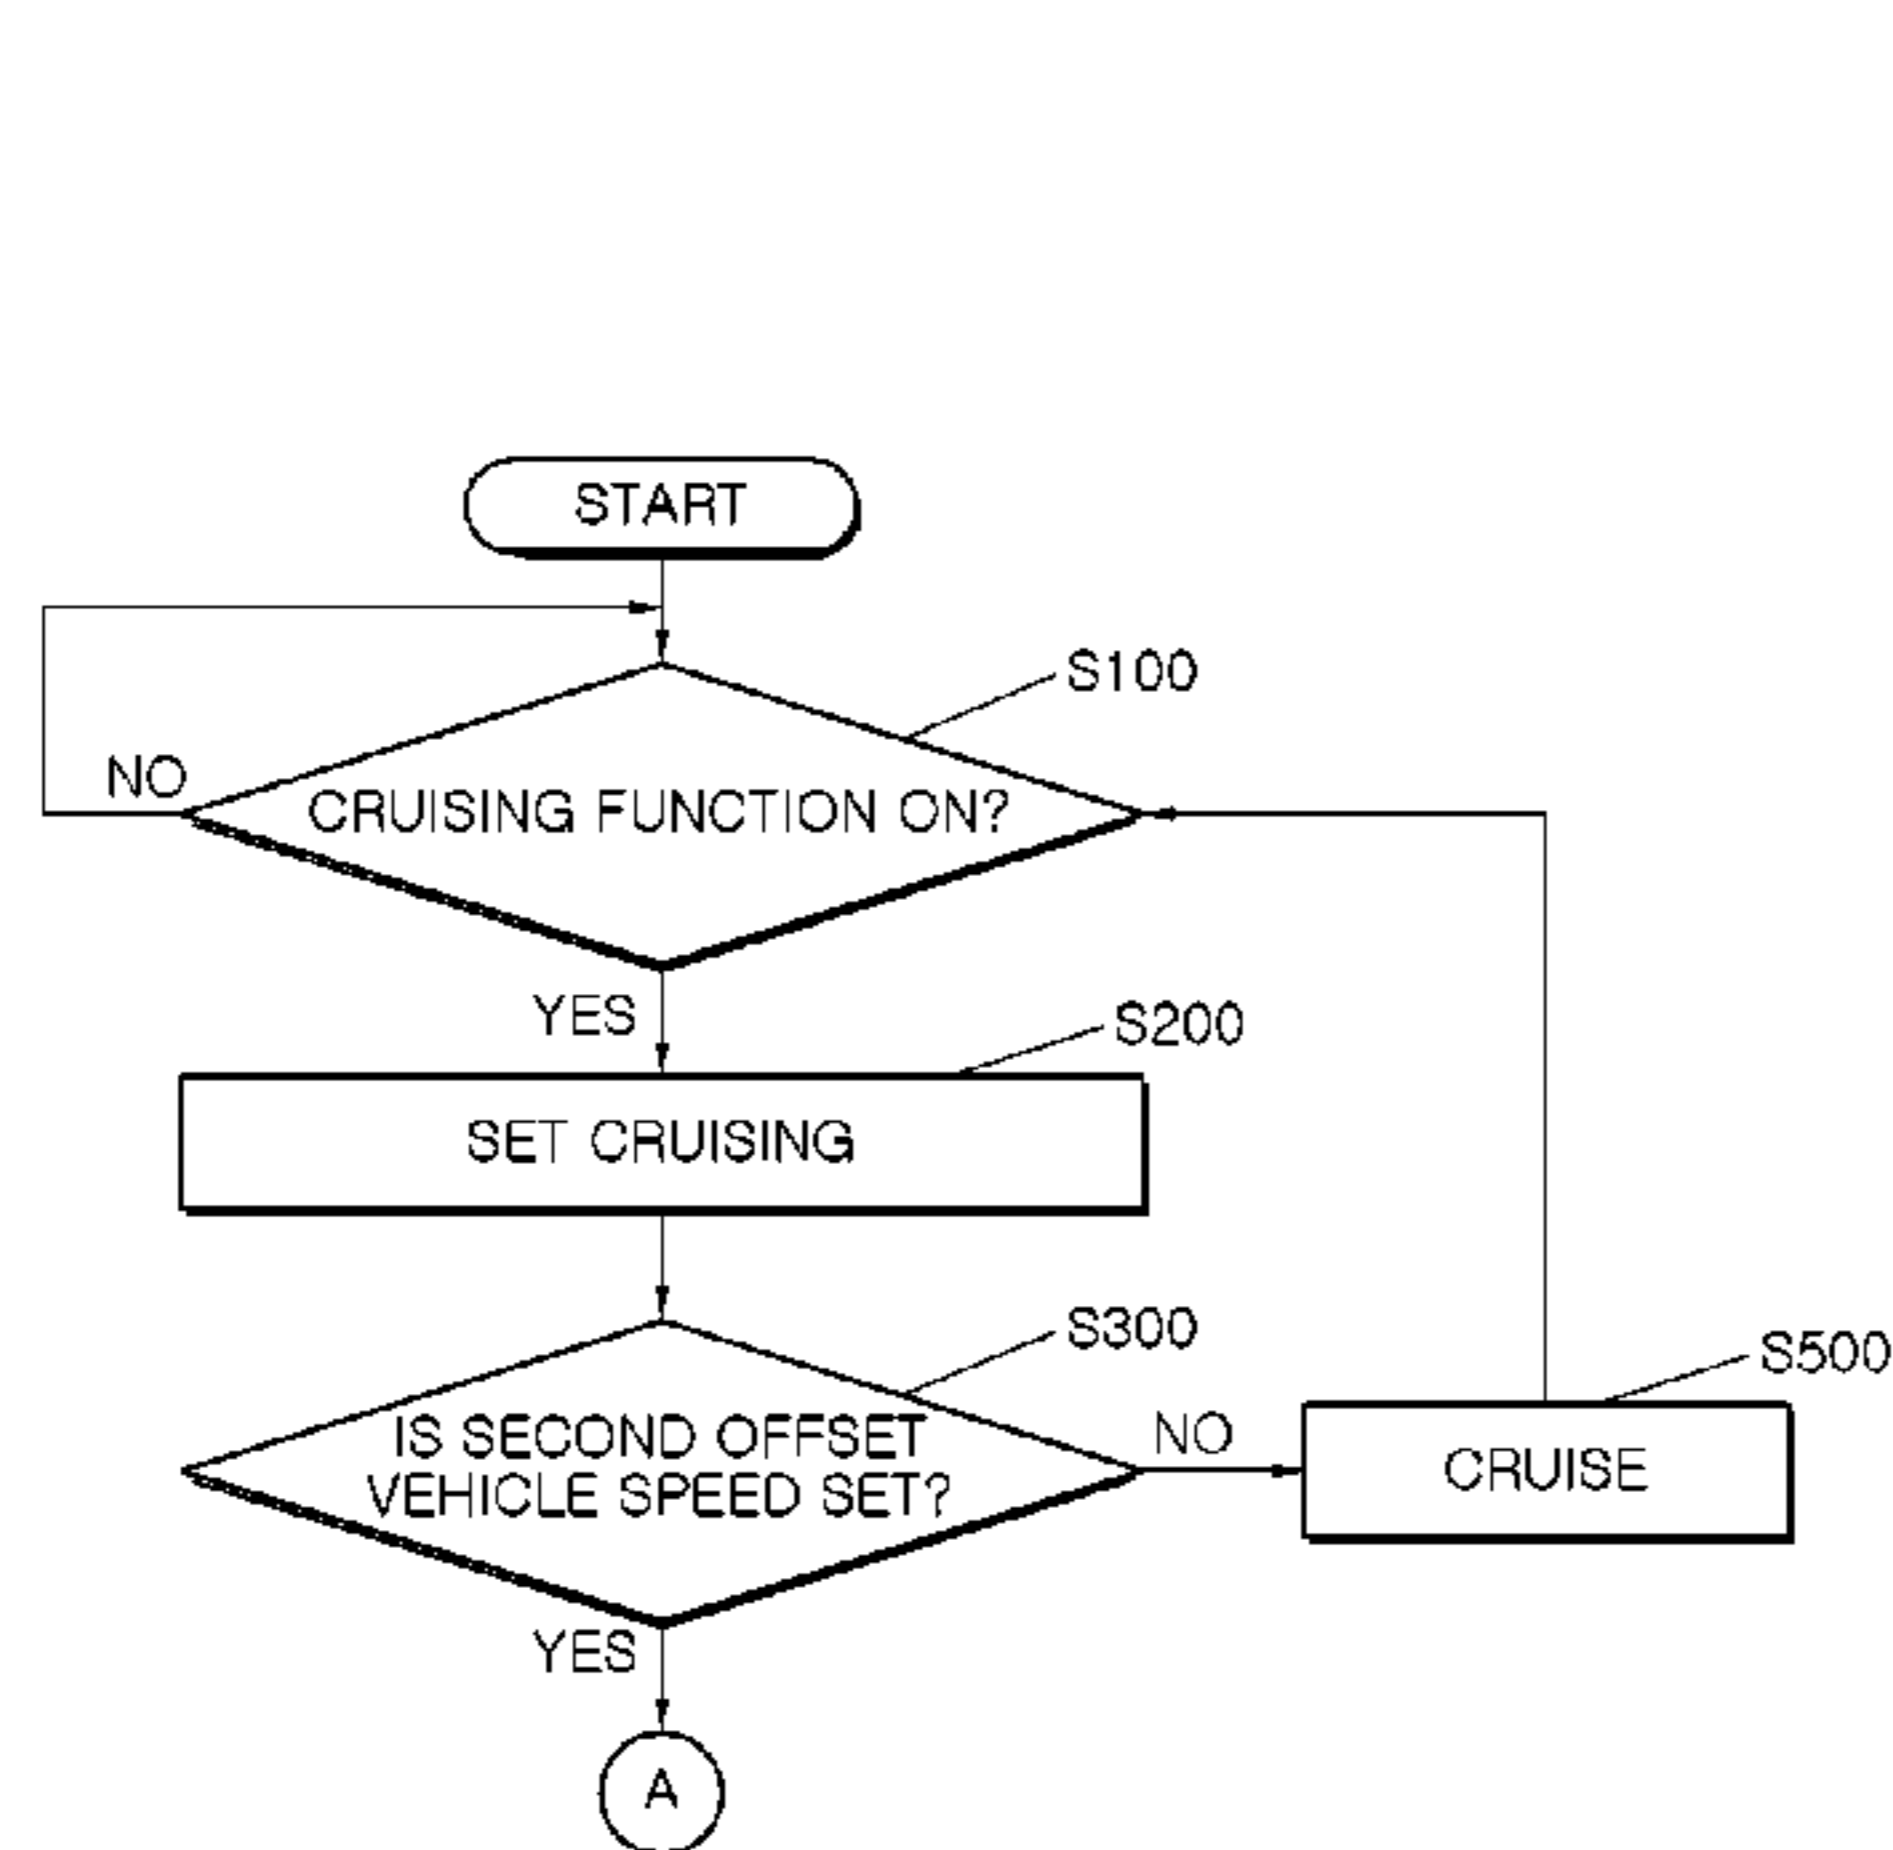 START
S100
NO
CRUISING FUNCTION ON?
YES
S200
SET CRUISING
S300
S500
IS SECOND OFFSET
VEHICLE SPEED SET?
NO
CRUISE
YES
A